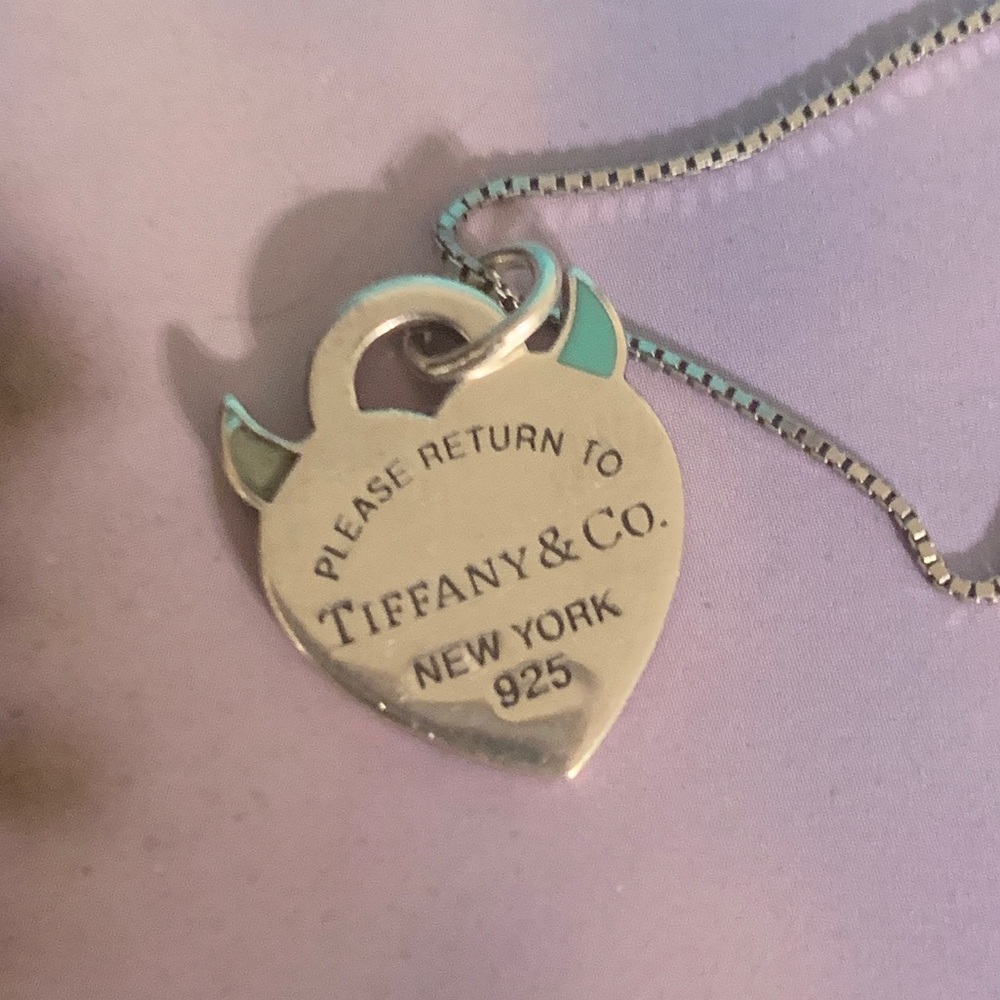 PLEASE RETURN TO
TIFFANY & CO.
NEW YORK
925